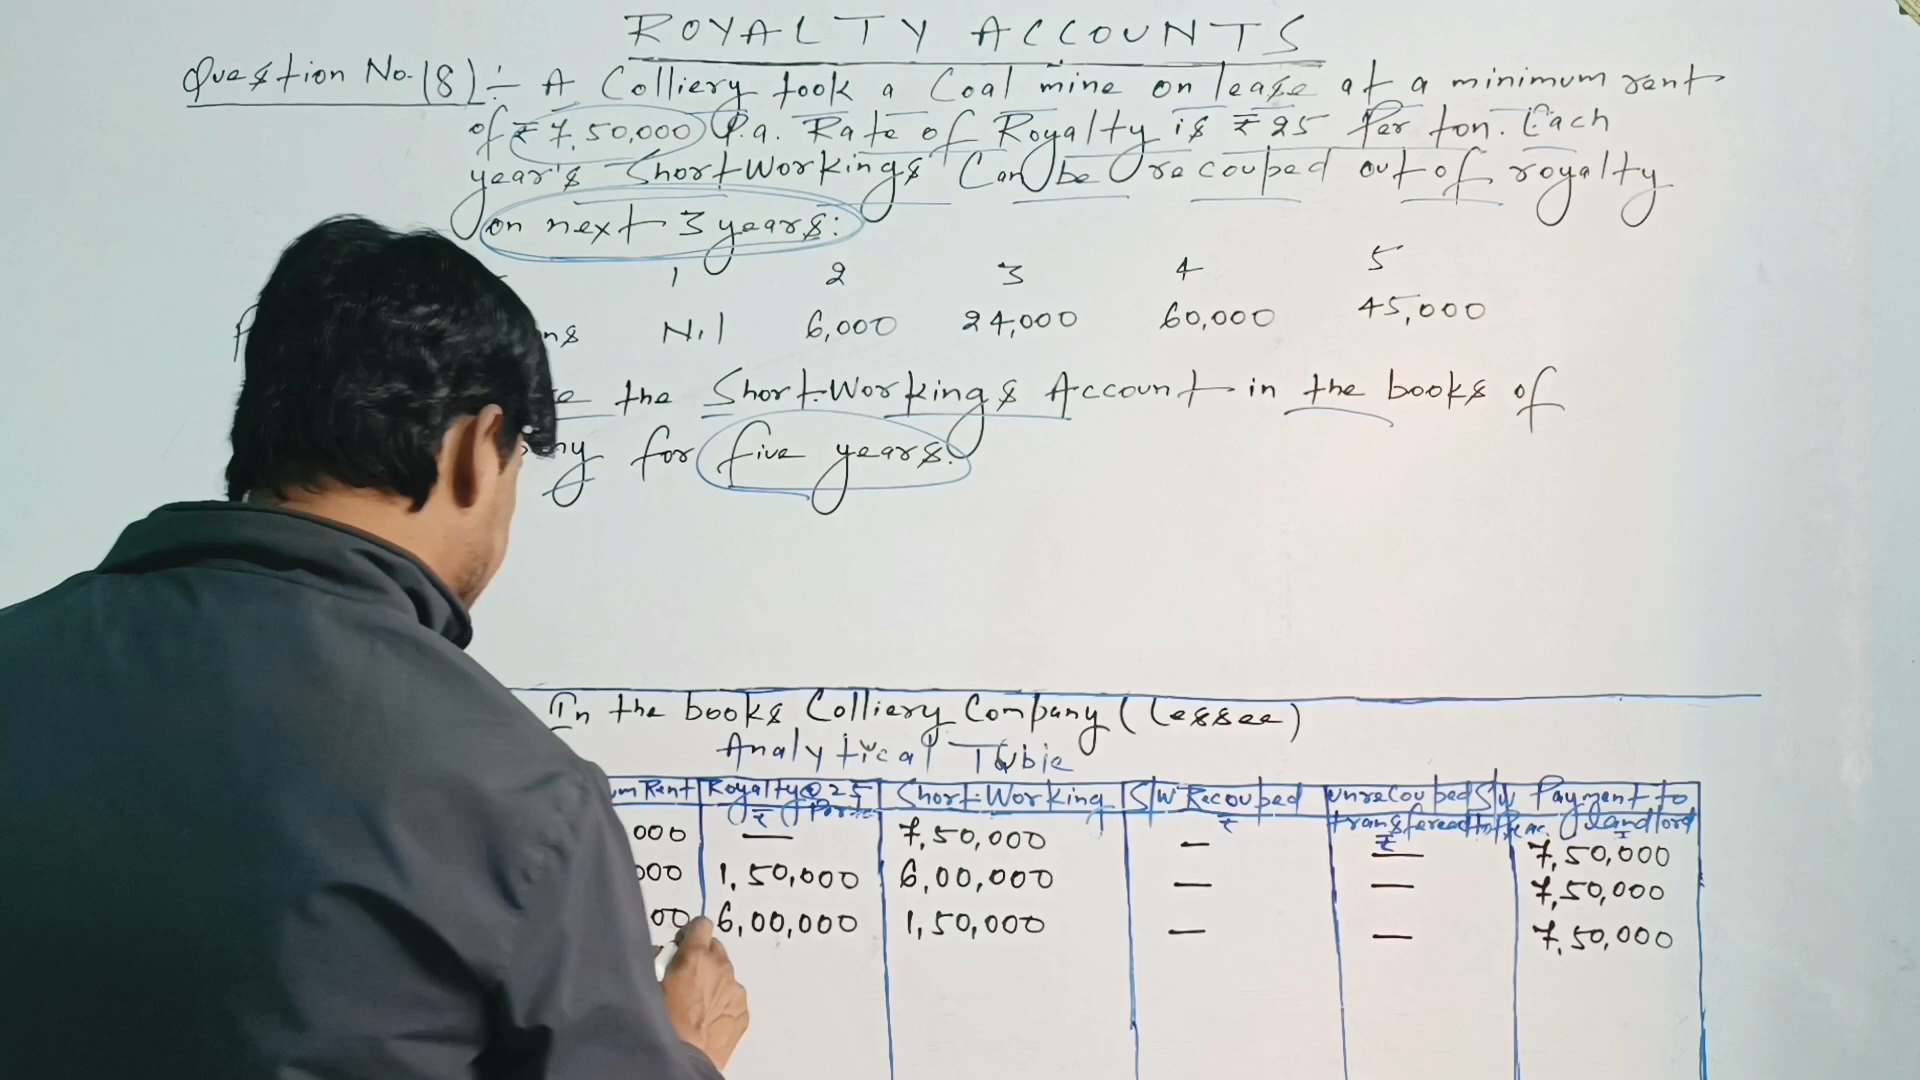 ROYALTY ACCOUNTS
Question No. (8):- A Colliery took a Coal mine on lease at a minimum rent
of ₹ 7,50,000 P.a. Rate of Royalty is ₹ 25 Per ton. Each
year's ShortWorkings Can be recouped out of royalty
on next 3 years:
1 2 3 4 5
Nil 6,000 24,000 60,000 45,000
the Short-Workings Account in the books of
for five years.
In the books Colliery Company (Lessee)
Analytical Table
Rent Royalty@25 Short-Working S/W Recouped unrecouped S/W Payment to
₹ Per ₹ landlord
₹
000 — 7,50,000 — — 7,50,000
000 1,50,000 6,00,000 — — 7,50,000
00 6,00,000 1,50,000 — — 7,50,000